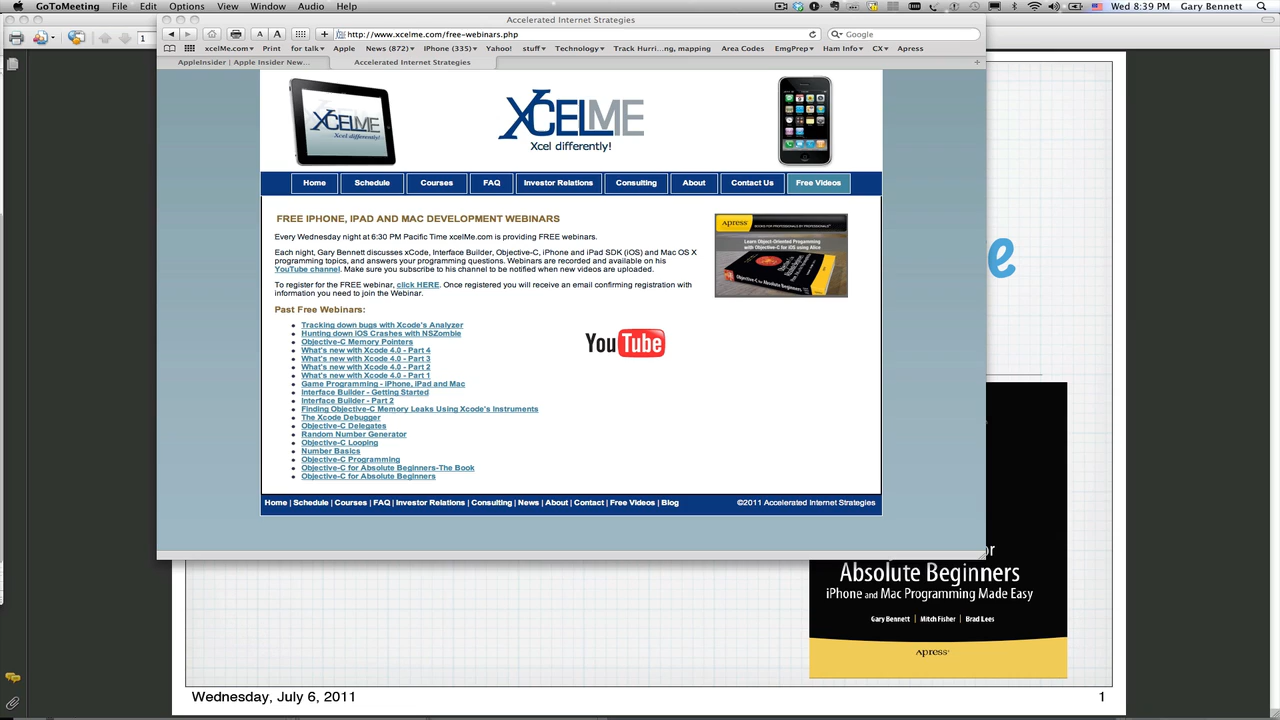 GoToMeeting File Edit Options View Window Audio Help
Wed 8:39 PM Gary Bennett
Accelerated Internet Strategies
http://www.xcelme.com/free-webinars.php
Google
xcelMe.com Print for talk Apple News (872) iPhone (335) Yahoo! stuff Technology Track Hurri...ng, mapping Area Codes EmgPrep Ham Info CX Apress
AppleInsider | Apple Insider New...
Accelerated Internet Strategies
1
XCELME
Xcel differently!
XCELME
Xcel differently!
Home Schedule Courses FAQ Investor Relations Consulting About Contact Us Free Videos
FREE IPHONE, IPAD AND MAC DEVELOPMENT WEBINARS
Every Wednesday night at 6:30 PM Pacific Time xcelMe.com is providing FREE webinars.
Each night, Gary Bennett discusses xCode, Interface Builder, Objective-C, iPhone and iPad SDK (iOS) and Mac OS X
programming topics, and answers your programming questions. Webinars are recorded and available on his
YouTube channel. Make sure you subscribe to his channel to be notified when new videos are uploaded.
To register for the FREE webinar, click HERE. Once registered you will receive an email confirming registration with
information you need to join the Webinar.
Apress
Learn Object-Oriented Programming
with Objective-C for iOS using Alice
Past Free Webinars:
Tracking down bugs with Xcode's Analyzer
Hunting down iOS Crashes with NSZombie
Objective-C Memory Pointers
What's new with Xcode 4.0 - Part 4
What's new with Xcode 4.0 - Part 3
What's new with Xcode 4.0 - Part 2
What's new with Xcode 4.0 - Part 1
Game Programming - iPhone, iPad and Mac
Interface Builder - Getting Started
Interface Builder - Part 2
Finding Objective-C Memory Leaks Using Xcode's Instruments
The Xcode Debugger
Objective-C Delegates
Random Number Generator
Objective-C Looping
Number Basics
Objective-C Programming
Objective-C for Absolute Beginners-The Book
Objective-C for Absolute Beginners
YouTube
Home | Schedule | Courses | FAQ | Investor Relations | Consulting | News | About | Contact | Free Videos | Blog
©2011 Accelerated Internet Strategies
e
or
Absolute Beginners
iPhone and Mac Programming Made Easy
Gary Bennett | Mitch Fisher | Brad Lees
Apress
Wednesday, July 6, 2011
1